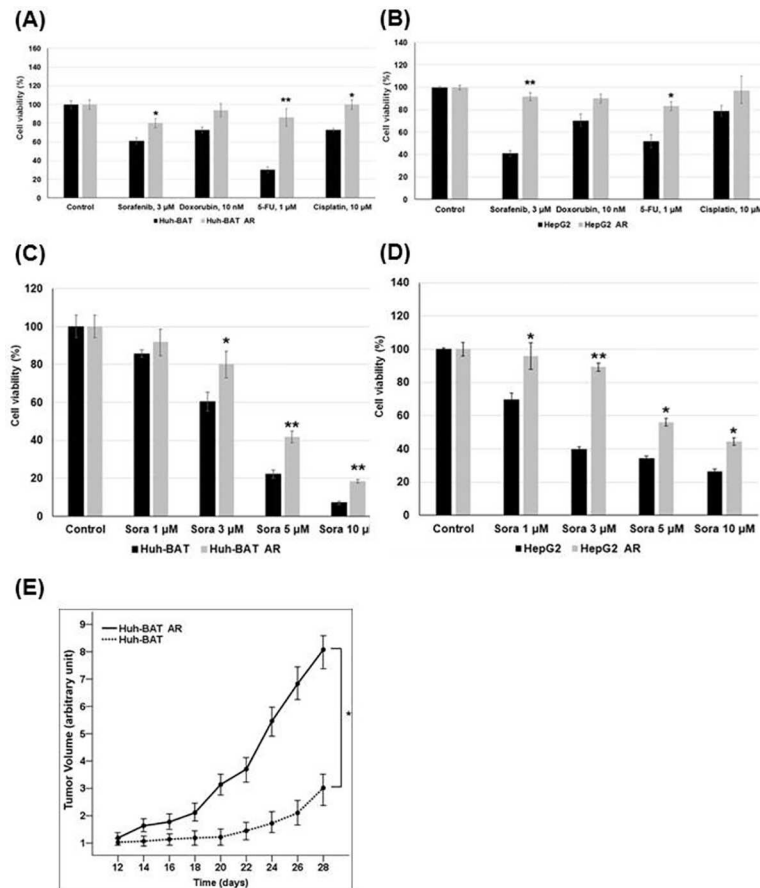 (A)
160
140
120
100
80
60
40
20
0
Cell viability (%)
*
**
*
Control Sorafenib, 3 µM Doxorubin, 10 nM 5-FU, 1 µM Cisplatin, 10 µM
Huh-BAT Huh-BAT AR
(B)
140
120
100
80
60
40
20
0
Cell viability (%)
**
*
Control Sorafenib, 3 µM Doxorubin, 10 nM 5-FU, 1 µM Cisplatin, 10 µM
HepG2 HepG2 AR
(C)
120
100
80
60
40
20
0
Cell viability (%)
*
**
**
Control Sora 1 µM Sora 3 µM Sora 5 µM Sora 10 µ
Huh-BAT Huh-BAT AR
(D)
140
120
100
80
60
40
20
0
Cell viability (%)
*
**
*
*
Control Sora 1 µM Sora 3 µM Sora 5 µM Sora 10 µM
HepG2 HepG2 AR
(E)
Huh-BAT AR
Huh-BAT
9
8
7
6
5
4
3
2
1
Tumor Volume (arbitrary unit)
*
12 14 16 18 20 22 24 26 28
Time (days)